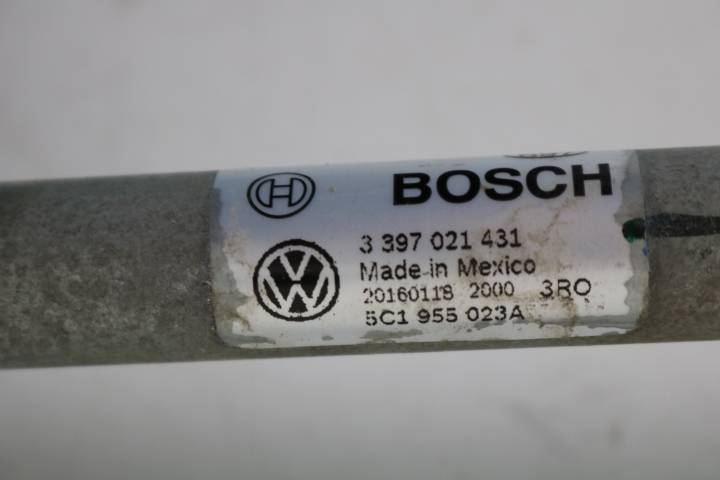 BOSCH
3 397 021 431
Made in Mexico
20160118 2000 3RO
5C1 955 023A